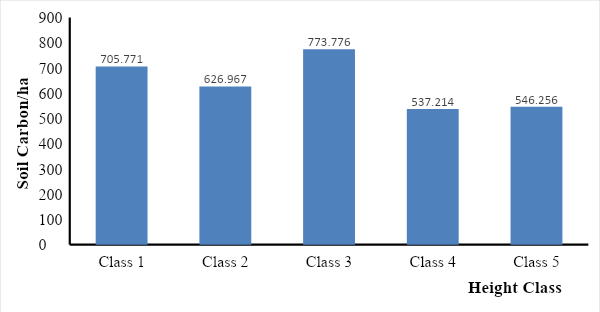 900
800
700
600
500
400
300
200
100
0
Soil Carbon/ha
705.771
626.967
773.776
537.214
546.256
Class 1
Class 2
Class 3
Class 4
Class 5
Height Class